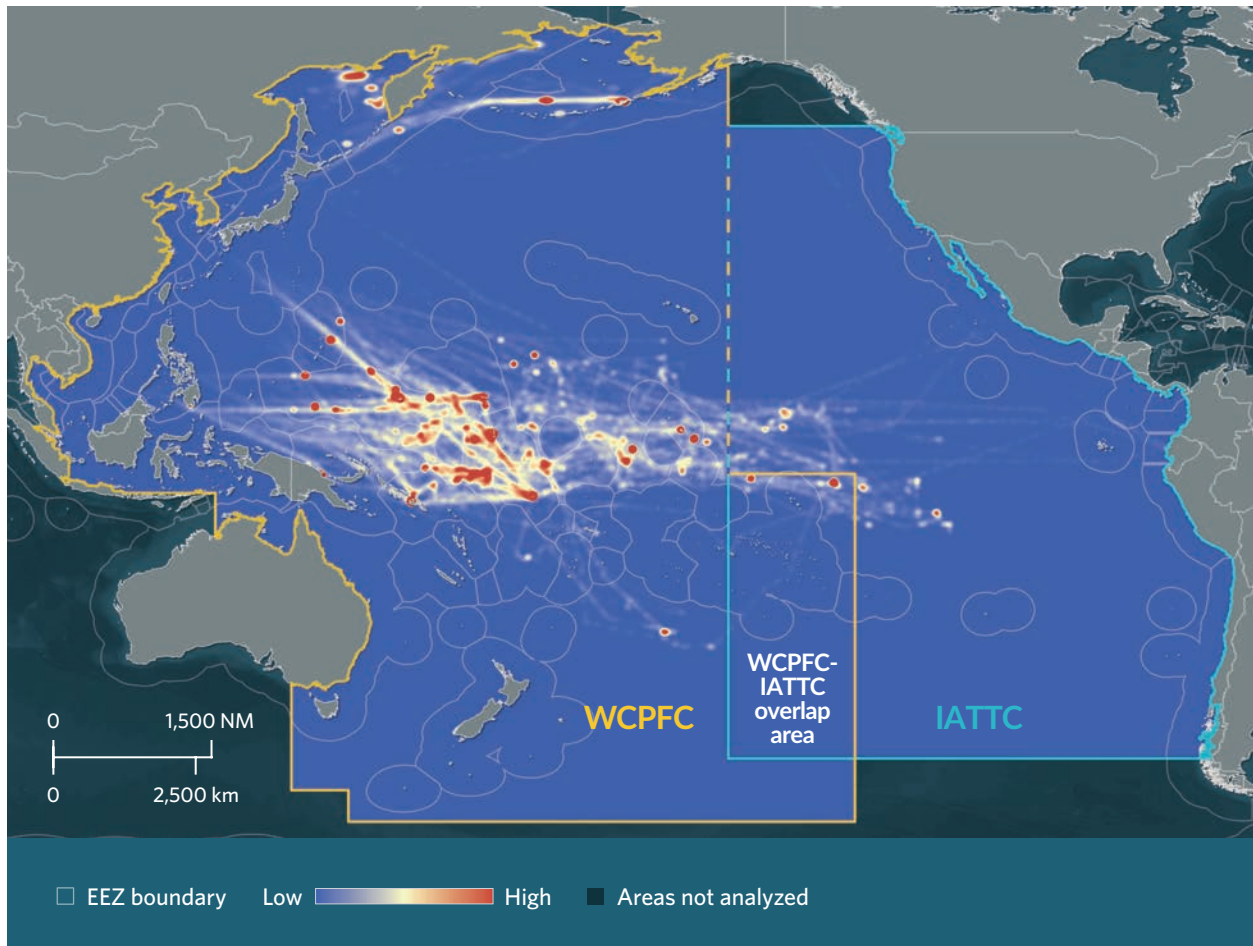 WCPFC-
IATTC
overlap
area
WCPFC
IATTC
0 1,500 NM
0 2,500 km
EEZ boundary Low High Areas not analyzed